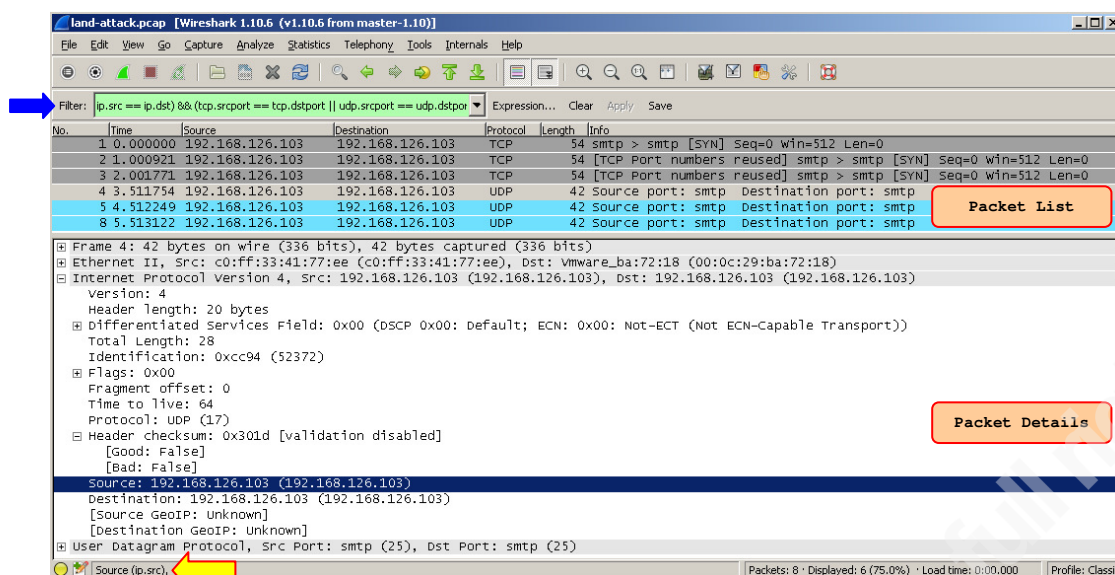 land-attack.pcap [Wireshark 1.10.6 (v1.10.6 from master-1.10)]
File Edit View Go Capture Analyze Statistics Telephony Tools Internals Help
Filter: ip.src == ip.dst) && (tcp.srcport == tcp.dstport || udp.srcport == udp.dstpor Expression... Clear Apply Save
No. Time Source Destination Protocol Length Info
1 0.000000 192.168.126.103 192.168.126.103 TCP 54 smtp > smtp [SYN] Seq=0 Win=512 Len=0
2 1.000921 192.168.126.103 192.168.126.103 TCP 54 [TCP Port numbers reused] smtp > smtp [SYN] Seq=0 Win=512 Len=0
3 2.001771 192.168.126.103 192.168.126.103 TCP 54 [TCP Port numbers reused] smtp > smtp [SYN] Seq=0 Win=512 Len=0
4 3.511754 192.168.126.103 192.168.126.103 UDP 42 Source port: smtp Destination port: smtp
5 4.512249 192.168.126.103 192.168.126.103 UDP 42 Source port: smtp Destination port: smtp
8 5.513122 192.168.126.103 192.168.126.103 UDP 42 Source port: smtp Destination port: smtp
Packet List
Frame 4: 42 bytes on wire (336 bits), 42 bytes captured (336 bits)
Ethernet II, Src: c0:ff:33:41:77:ee (c0:ff:33:41:77:ee), Dst: Vmware_ba:72:18 (00:0c:29:ba:72:18)
Internet Protocol Version 4, Src: 192.168.126.103 (192.168.126.103), Dst: 192.168.126.103 (192.168.126.103)
Version: 4
Header length: 20 bytes
Differentiated Services Field: 0x00 (DSCP 0x00: Default; ECN: 0x00: Not-ECT (Not ECN-Capable Transport))
Total Length: 28
Identification: 0xcc94 (52372)
Flags: 0x00
Fragment offset: 0
Time to live: 64
Protocol: UDP (17)
Packet Details
Header checksum: 0x301d [validation disabled]
[Good: False]
[Bad: False]
Source: 192.168.126.103 (192.168.126.103)
Destination: 192.168.126.103 (192.168.126.103)
[Source GeoIP: Unknown]
[Destination GeoIP: Unknown]
User Datagram Protocol, Src Port: smtp (25), Dst Port: smtp (25)
Source (ip.src), Packets: 8 · Displayed: 6 (75.0%) · Load time: 0:00.000 Profile: Classi
full